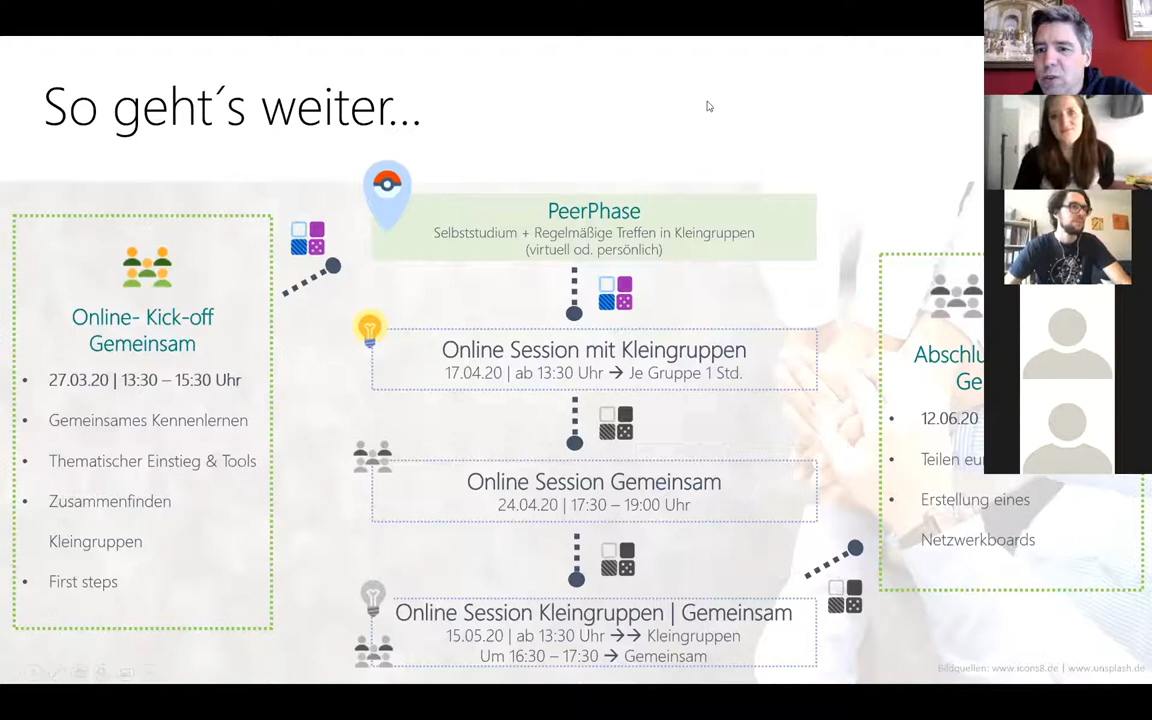 So geht´s weiter...
Online- Kick-off
Gemeinsam
• 27.03.20 | 13:30 – 15:30 Uhr
• Gemeinsames Kennenlernen
• Thematischer Einstieg & Tools
• Zusammenfinden
Kleingruppen
• First steps
PeerPhase
Selbststudium + Regelmäßige Treffen in Kleingruppen
(virtuell od. persönlich)
Online Session mit Kleingruppen
17.04.20 | ab 13:30 Uhr → Je Gruppe 1 Std.
Online Session Gemeinsam
24.04.20 | 17:30 – 19:00 Uhr
Online Session Kleingruppen | Gemeinsam
15.05.20 | ab 13:30 Uhr →→ Kleingruppen
Um 16:30 – 17:30 → Gemeinsam
Abschlu
Ge
• 12.06.20
• Teilen eu
• Erstellung eines
• Netzwerkboards
Bildquellen: www.icons8.de | www.unsplash.de